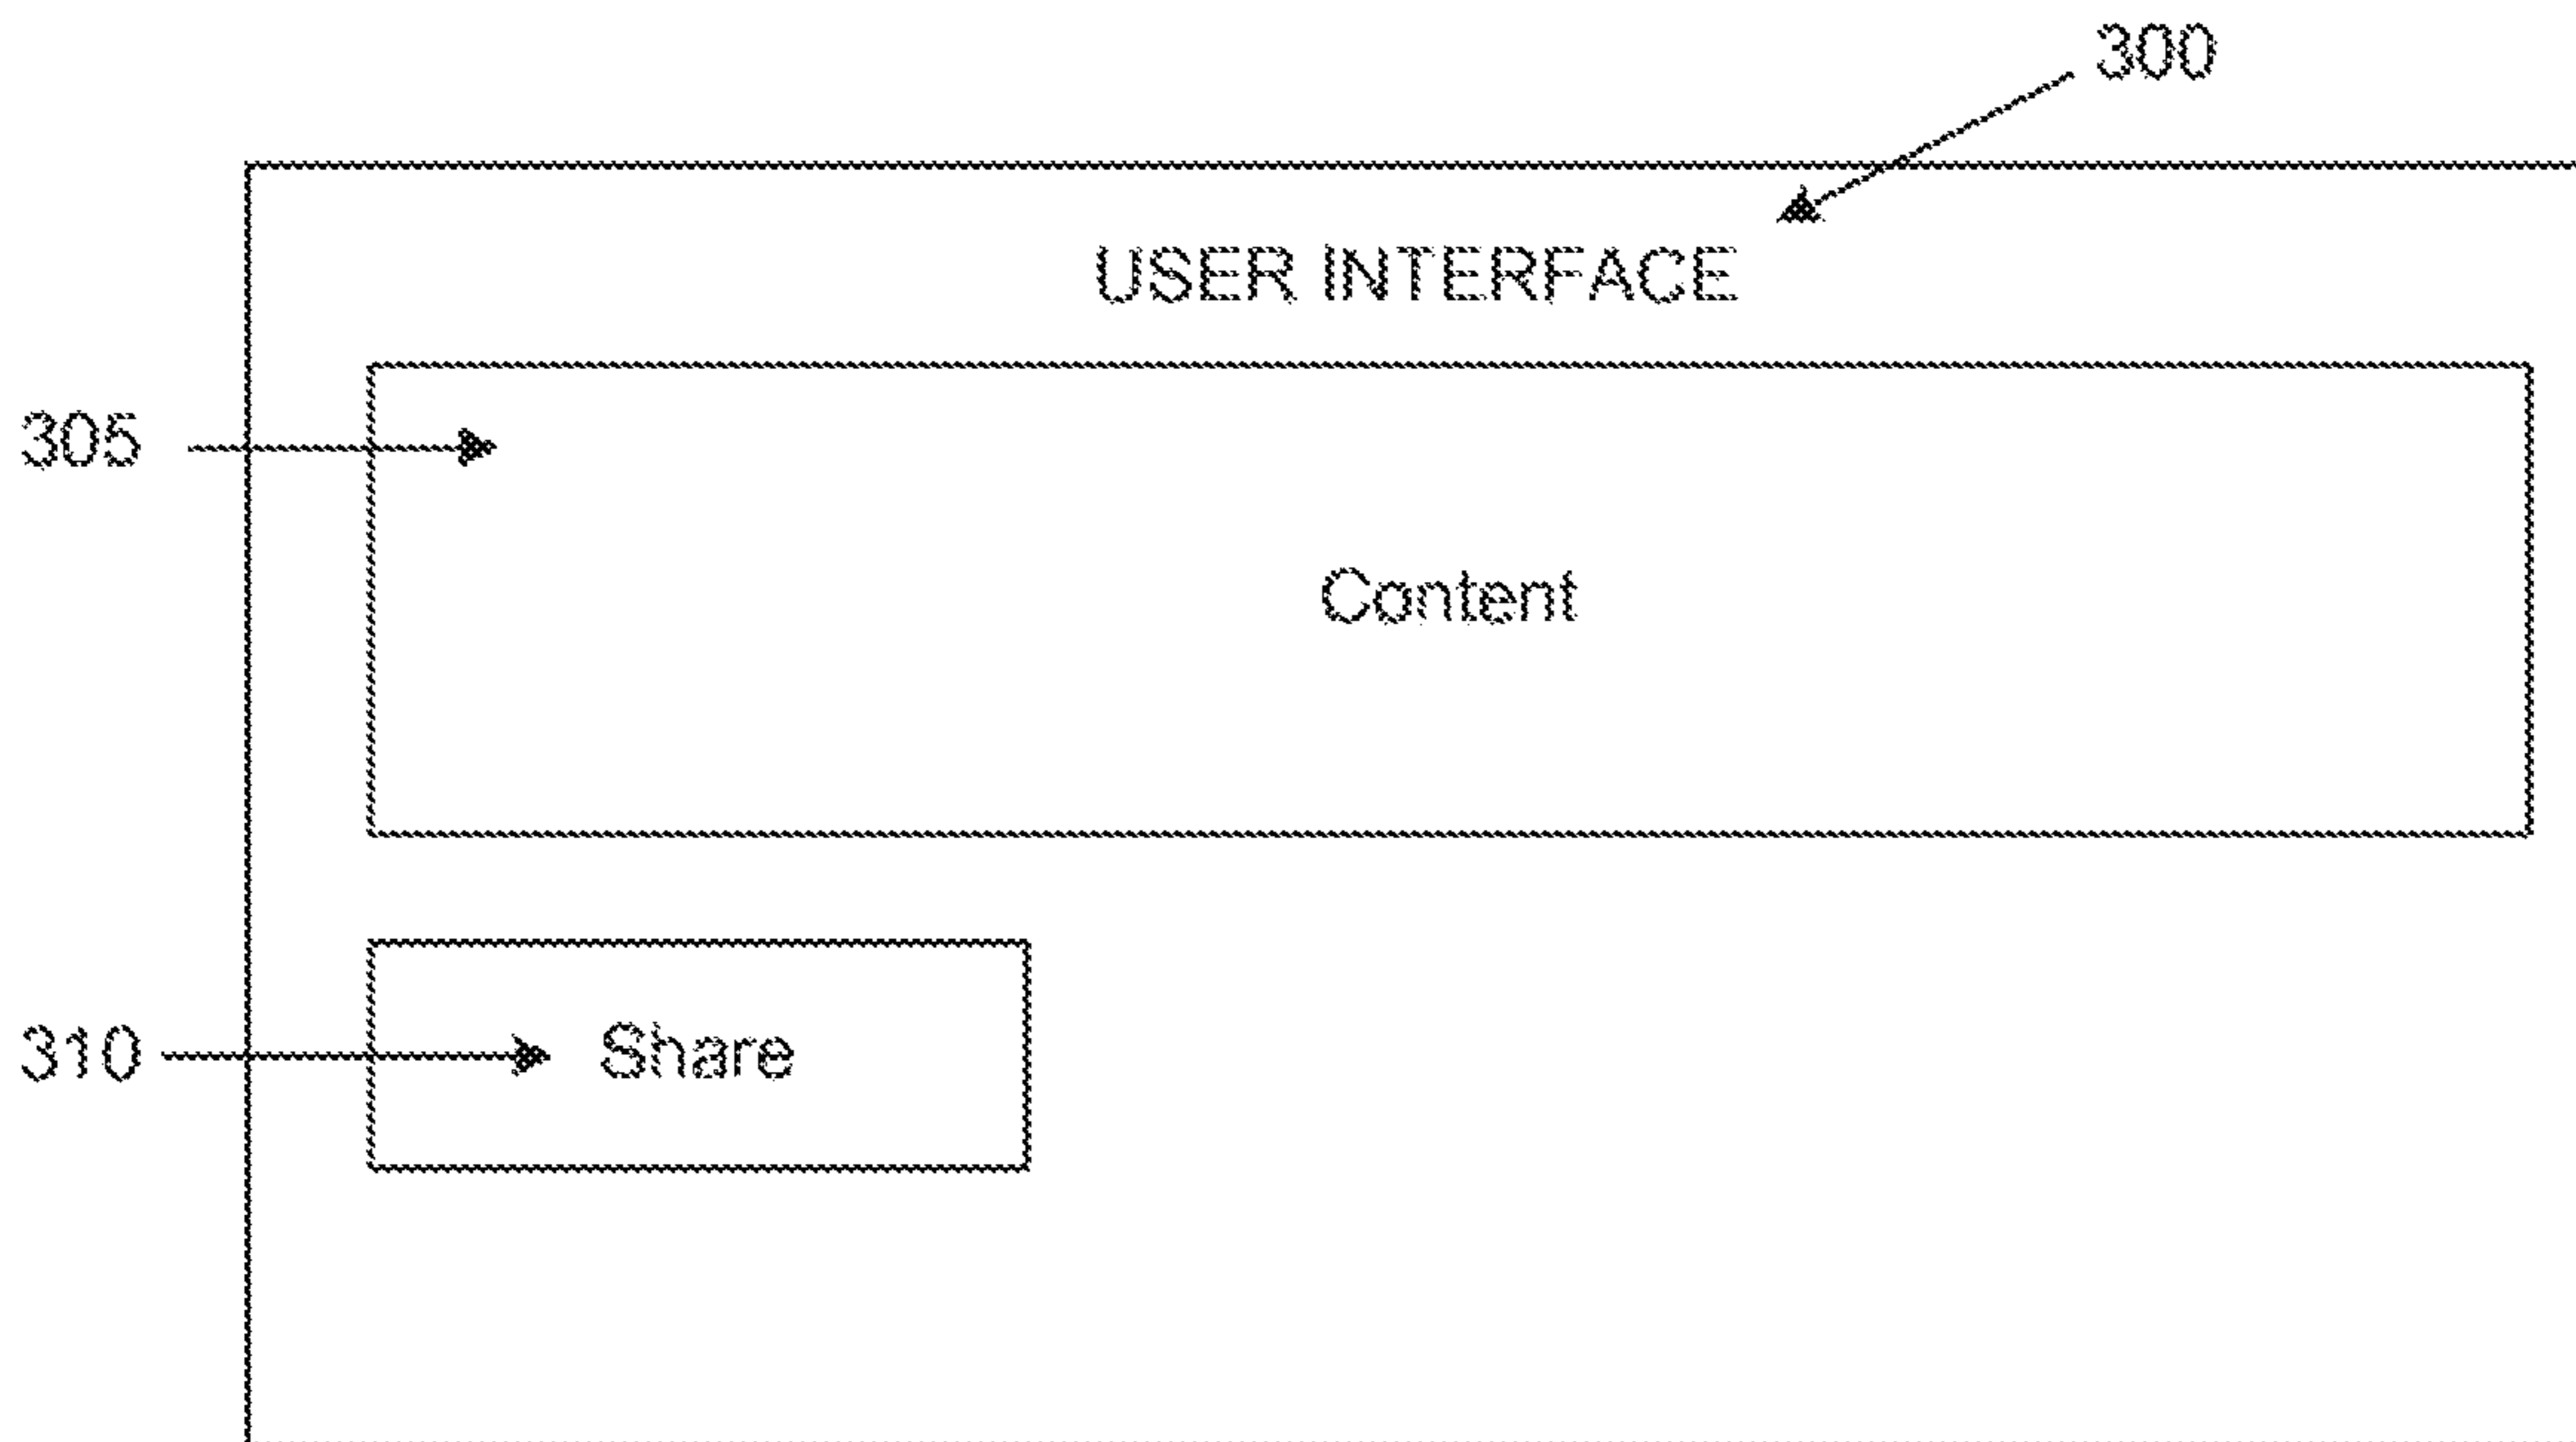 300
USER INTERFACE
305
Content
310
Share